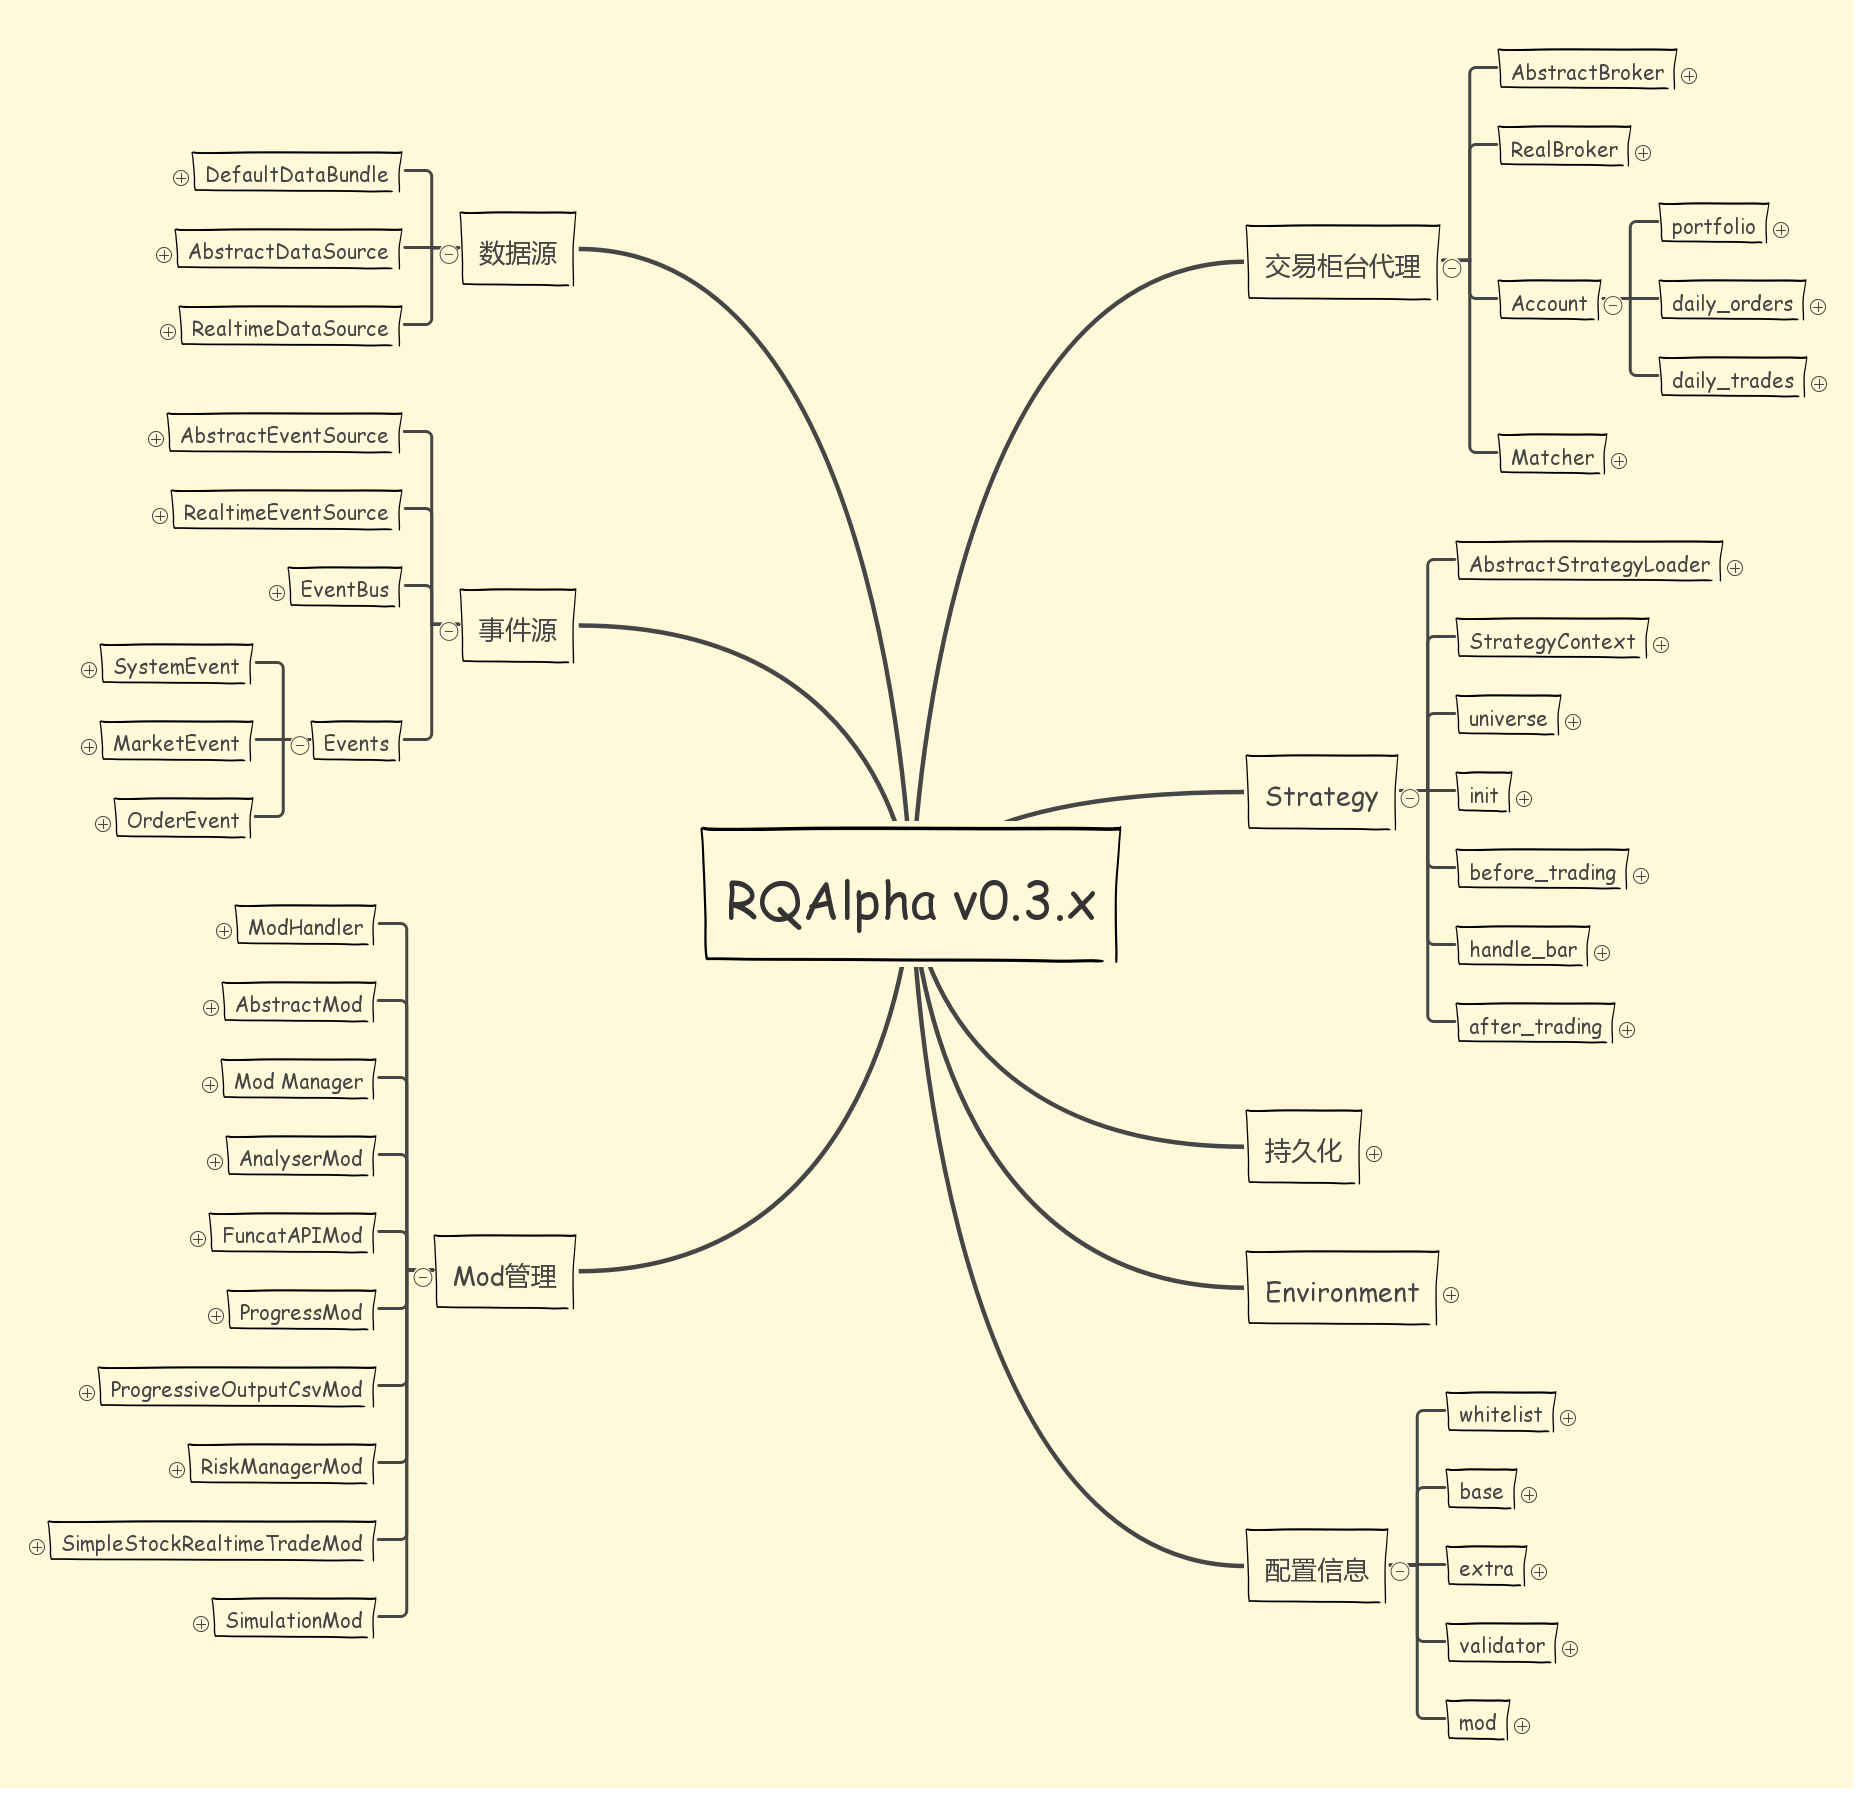 RQAlpha v0.3.x
数据源
DefaultDataBundle
AbstractDataSource
RealtimeDataSource
事件源
AbstractEventSource
RealtimeEventSource
EventBus
Events
SystemEvent
MarketEvent
OrderEvent
Mod管理
ModHandler
AbstractMod
Mod Manager
AnalyserMod
FuncatAPIMod
ProgressMod
ProgressiveOutputCsvMod
RiskManagerMod
SimpleStockRealtimeTradeMod
SimulationMod
交易柜台代理
AbstractBroker
RealBroker
Account
portfolio
daily_orders
daily_trades
Matcher
Strategy
AbstractStrategyLoader
StrategyContext
universe
init
before_trading
handle_bar
after_trading
持久化
Environment
配置信息
whitelist
base
extra
validator
mod